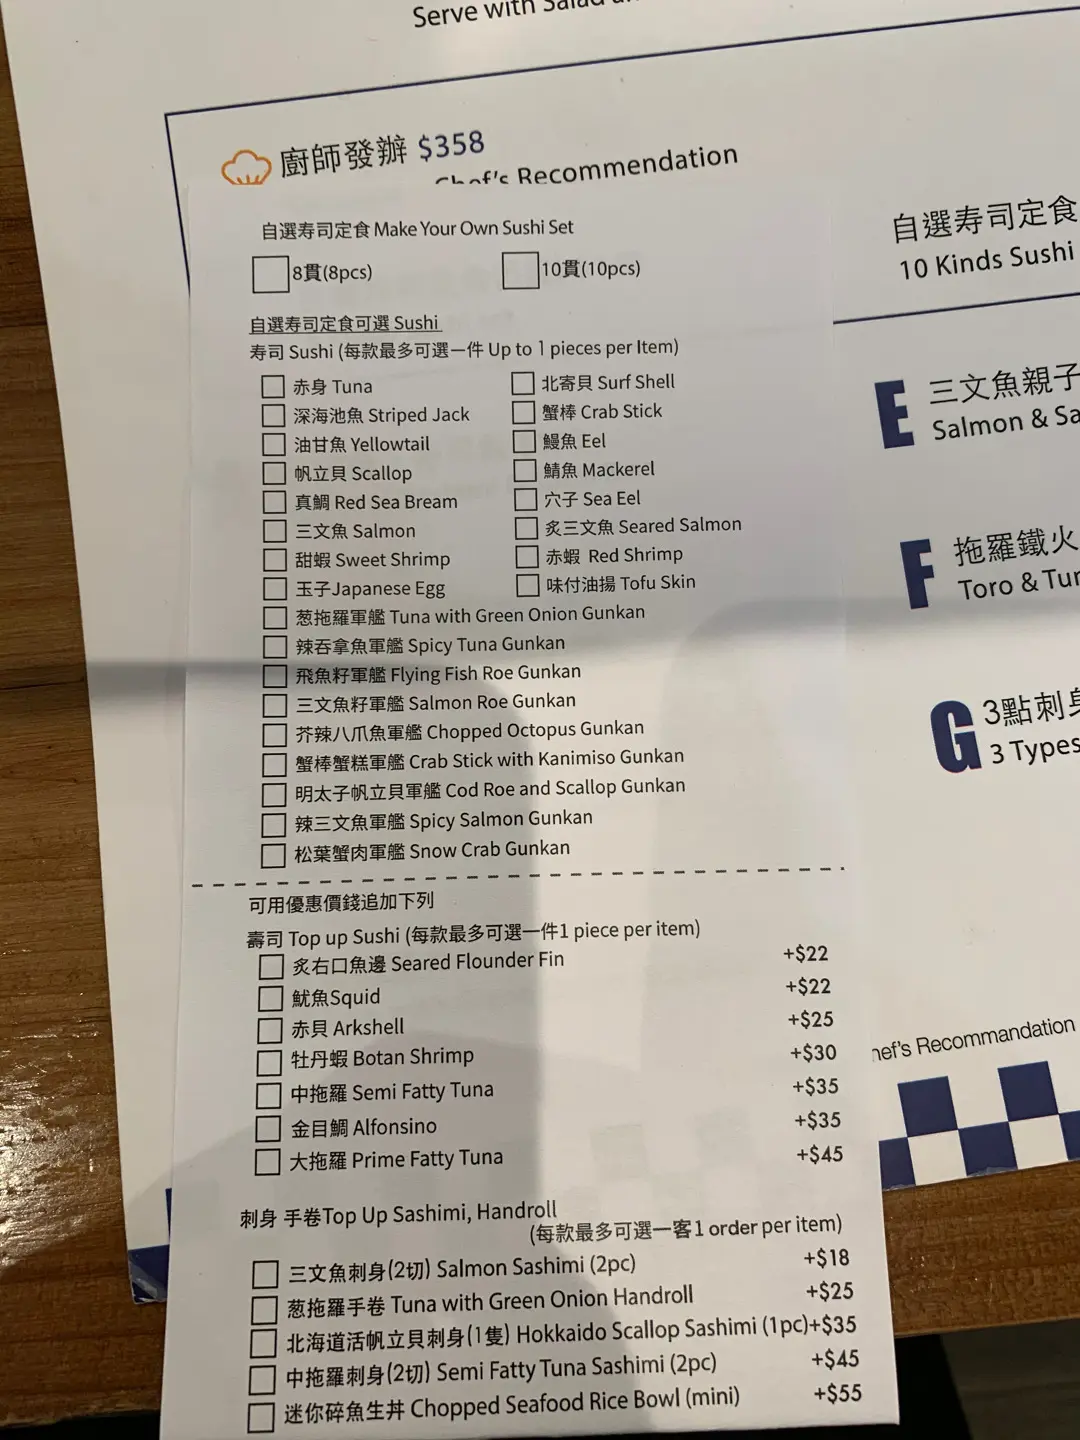 Serve with Salad
廚師發辦 $358
Chef's Recommendation
自選寿司定食
10 Kinds Sushi
自選寿司定食 Make Your Own Sushi Set
8貫(8pcs) 10貫(10pcs)
自選寿司定食可選 Sushi
寿司 Sushi (每款最多可選一件 Up to 1 pieces per Item)
赤身 Tuna 北寄貝 Surf Shell
深海池魚 Striped Jack 蟹棒 Crab Stick
油甘魚 Yellowtail 鰻魚 Eel
帆立貝 Scallop 鯖魚 Mackerel
真鯛 Red Sea Bream 穴子 Sea Eel
三文魚 Salmon 炙三文魚 Seared Salmon
甜蝦 Sweet Shrimp 赤蝦 Red Shrimp
玉子Japanese Egg 味付油揚 Tofu Skin
葱拖羅軍艦 Tuna with Green Onion Gunkan
辣吞拿魚軍艦 Spicy Tuna Gunkan
飛魚籽軍艦 Flying Fish Roe Gunkan
三文魚籽軍艦 Salmon Roe Gunkan
芥辣八爪魚軍艦 Chopped Octopus Gunkan
蟹棒蟹糕軍艦 Crab Stick with Kanimiso Gunkan
明太子帆立貝軍艦 Cod Roe and Scallop Gunkan
辣三文魚軍艦 Spicy Salmon Gunkan
松葉蟹肉軍艦 Snow Crab Gunkan
可用優惠價錢追加下列
壽司 Top up Sushi (每款最多可選一件1 piece per item)
炙右口魚邊 Seared Flounder Fin +$22
魷魚Squid +$22
赤貝 Arkshell +$25
牡丹蝦 Botan Shrimp +$30
中拖羅 Semi Fatty Tuna +$35
金目鯛 Alfonsino +$35
大拖羅 Prime Fatty Tuna +$45
刺身 手卷Top Up Sashimi, Handroll
(每款最多可選一客1 order per item)
三文魚刺身(2切) Salmon Sashimi (2pc) +$18
葱拖羅手卷 Tuna with Green Onion Handroll +$25
北海道活帆立貝刺身(1隻) Hokkaido Scallop Sashimi (1pc)+$35
中拖羅刺身(2切) Semi Fatty Tuna Sashimi (2pc) +$45
迷你碎魚生丼 Chopped Seafood Rice Bowl (mini) +$55
E 三文魚親子
Salmon & Sa
F 拖羅鐵火
Toro & Tun
G 3點刺身
3 Types
hef's Recommandation